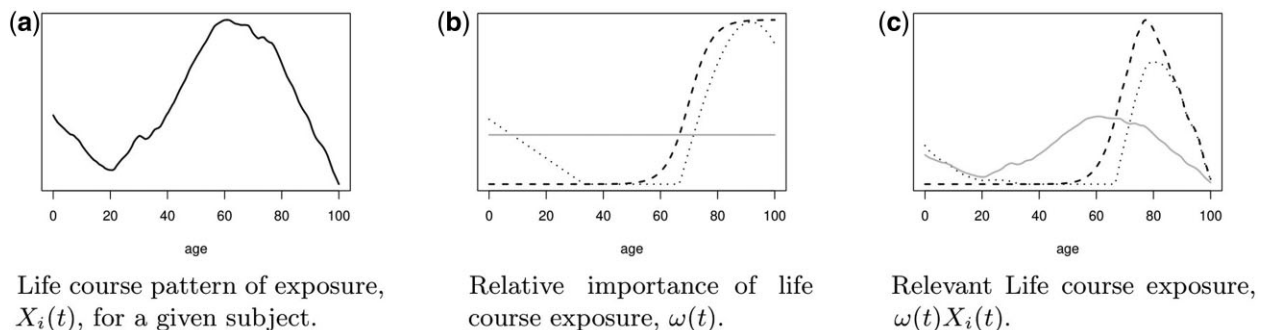 (a)
0 20 40 60 80 100
age
Life course pattern of exposure,
X_i(t), for a given subject.
(b)
0 20 40 60 80 100
age
Relative importance of life
course exposure, ω(t).
(c)
0 20 40 60 80 100
age
Relevant Life course exposure,
ω(t)X_i(t).